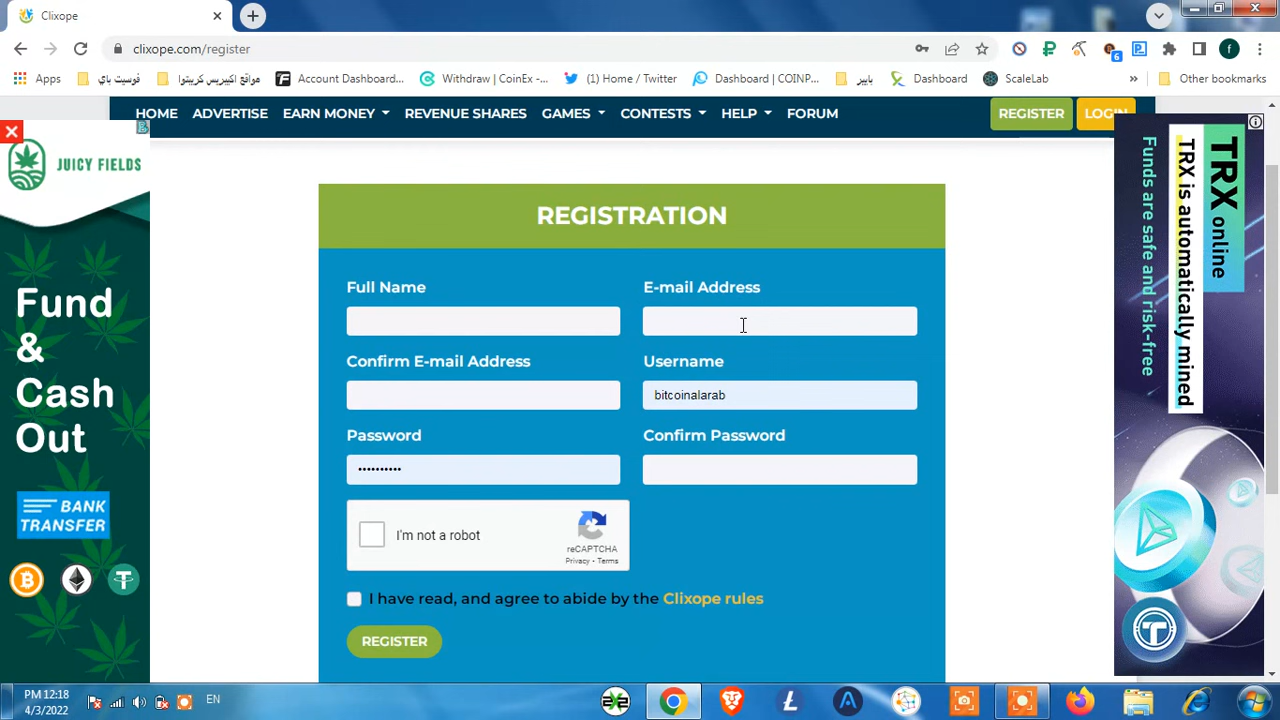 Clixope
clixope.com/register
6
f
Apps
فوسيت باي
مواقع اكبيريس كريبتوا
Account Dashboard...
Withdraw | CoinEx -...
(1) Home / Twitter
Dashboard | COINP...
بايير
Dashboard
ScaleLab
»
Other bookmarks
HOME ADVERTISE EARN MONEY REVENUE SHARES GAMES CONTESTS HELP FORUM
REGISTER LOGIN
JUICY FIELDS
Fund
&
Cash
Out
BANK
TRANSFER
REGISTRATION
Full Name
E-mail Address
Confirm E-mail Address
Username
bitcoinalarab
Password
••••••••••
Confirm Password
I'm not a robot
reCAPTCHA
Privacy - Terms
I have read, and agree to abide by the Clixope rules
REGISTER
TRX online
TRX is automatically mined
Funds are safe and risk-free
PM 12:18
4/3/2022
EN